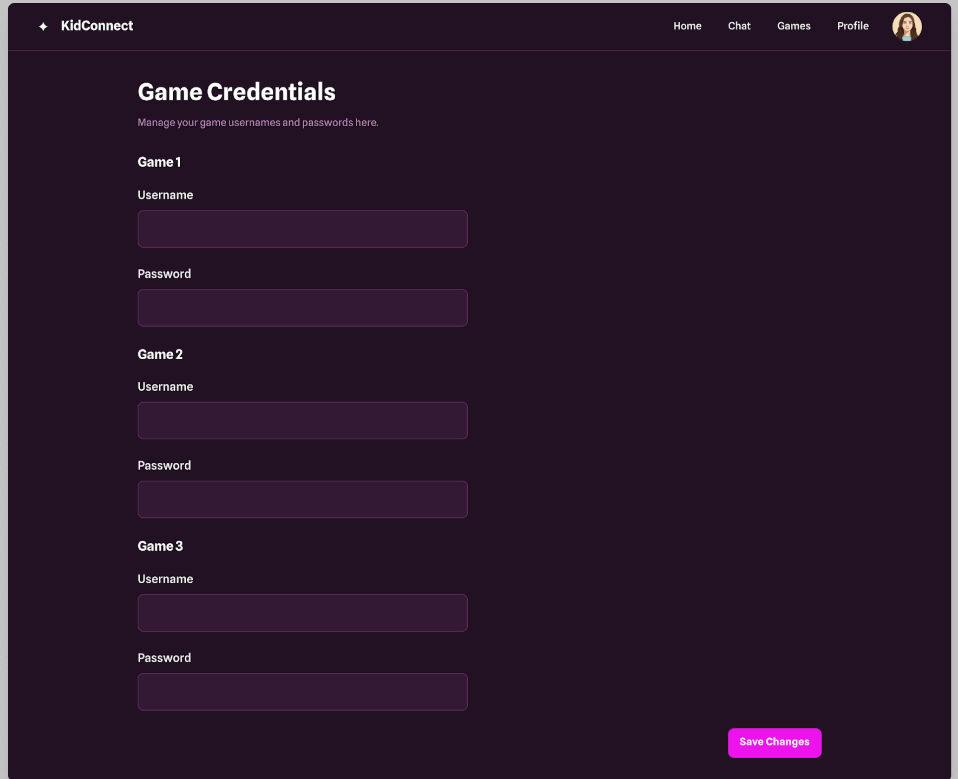 KidConnect
Home Chat Games Profile
Game Credentials
Manage your game usernames and passwords here.
Game 1
Username
Password
Game 2
Username
Password
Game 3
Username
Password
Save Changes